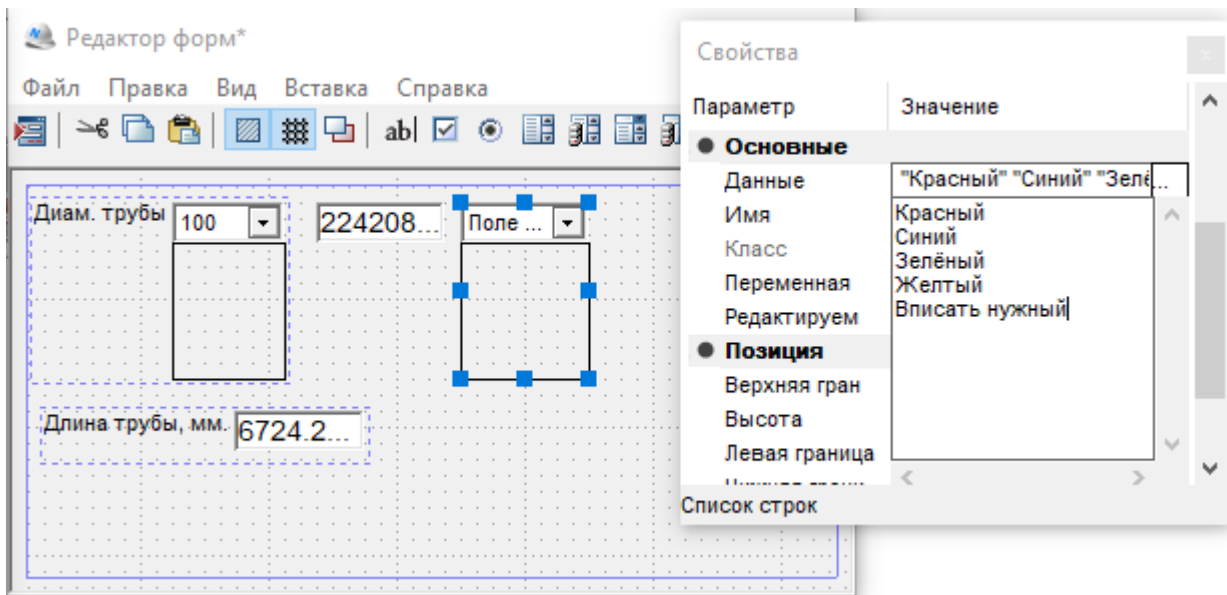 Редактор форм*
Файл Правка Вид Вставка Справка
ab
Диам. трубы 100 224208... Поле ...
Длина трубы, мм. 6724.2...
Свойства
x
Параметр Значение
Основные
Данные "Красный" "Синий" "Зелё...
Имя
Класс
Переменная
Редактируем
Красный
Синий
Зелёный
Желтый
Вписать нужный
Позиция
Верхняя гран
Высота
Левая граница
Список строк